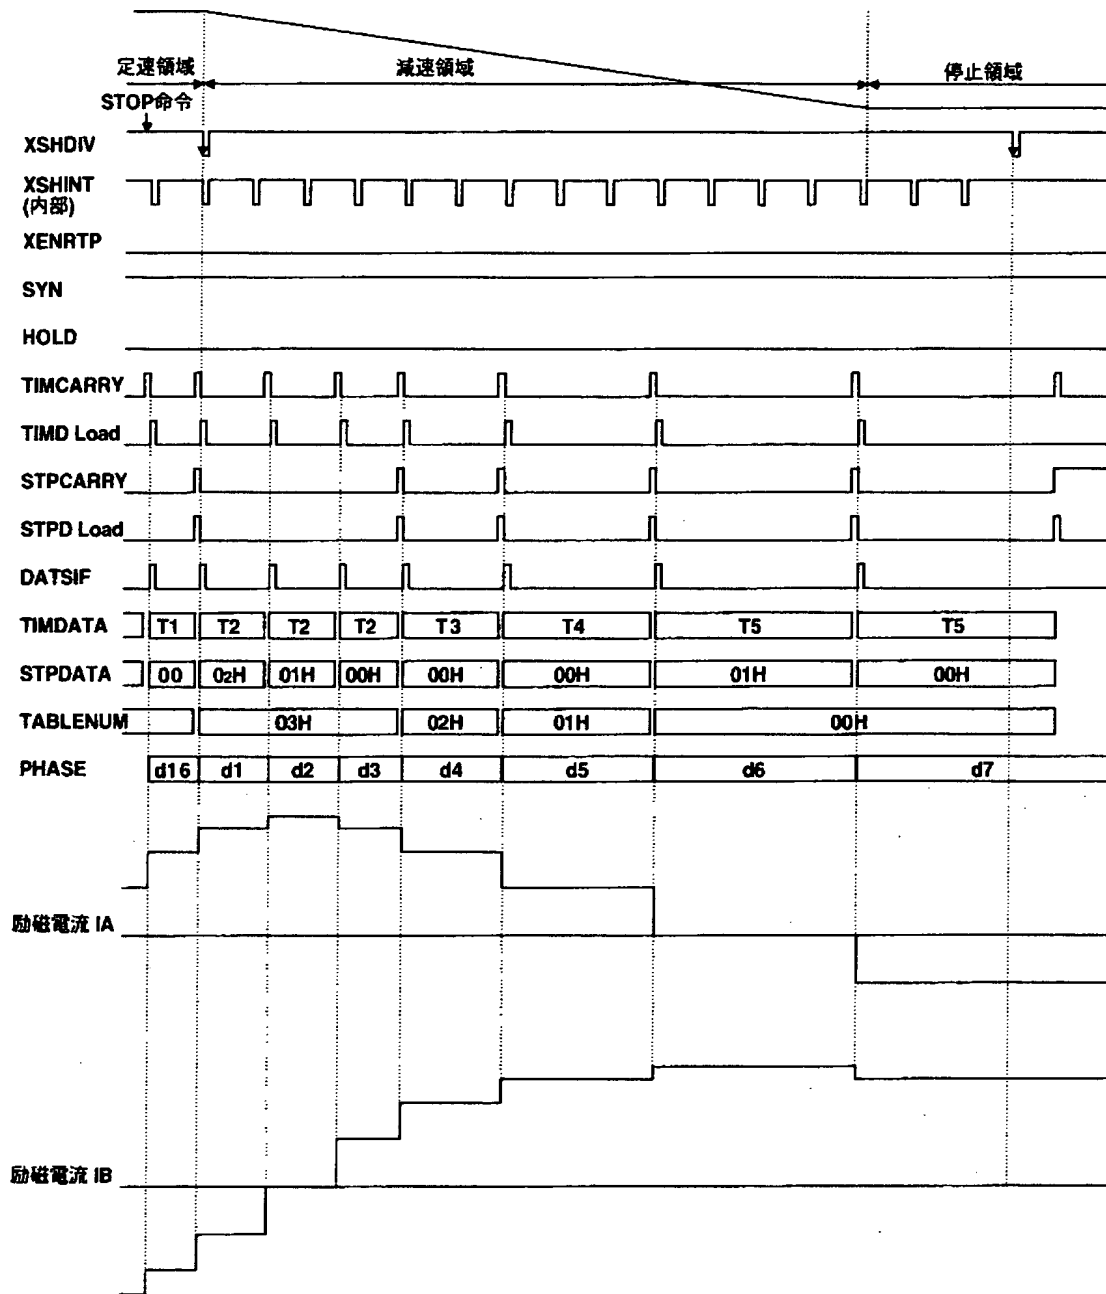 定速領域 減速領域 停止領域
STOP命令
XSHDIV
XSHINT
(内部)
XENRTP
SYN
HOLD
TIMCARRY
TIMD Load
STPCARRY
STPD Load
DATSIF
TIMDATA T1 T2 T2 T2 T3 T4 T5 T5
STPDATA 00 02H 01H 00H 00H 00H 01H 00H
TABLENUM 03H 02H 01H 00H
PHASE d16 d1 d2 d3 d4 d5 d6 d7
励磁電流 IA
励磁電流 IB